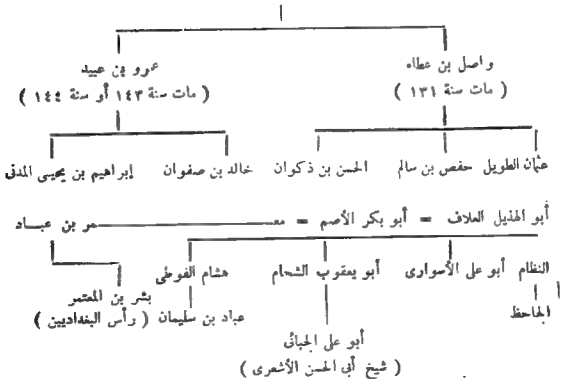 واصل بن عطاء عمرو بن عبيد
( مات سنة ١٣١ ) ( مات سنة ١٤٣ أو سنة ١٤٤ )
عثمان الطويل حفص بن سالم الحسن بن ذكوان خالد بن صفوان إبراهيم بن يحيى المدنى
أبو الهذيل العلاف = أبو بكر الأصم = معـــمر بن عبـاد
النظام أبو على الأسوارى أبو يعقوب الشحام هشام الفوطى
بشر بن المعتمر
الجاحظ عباد بن سليمان ( رأس البغداديين )
أبو على الجبائى
( شيخ أبى الحسن الأشعرى )